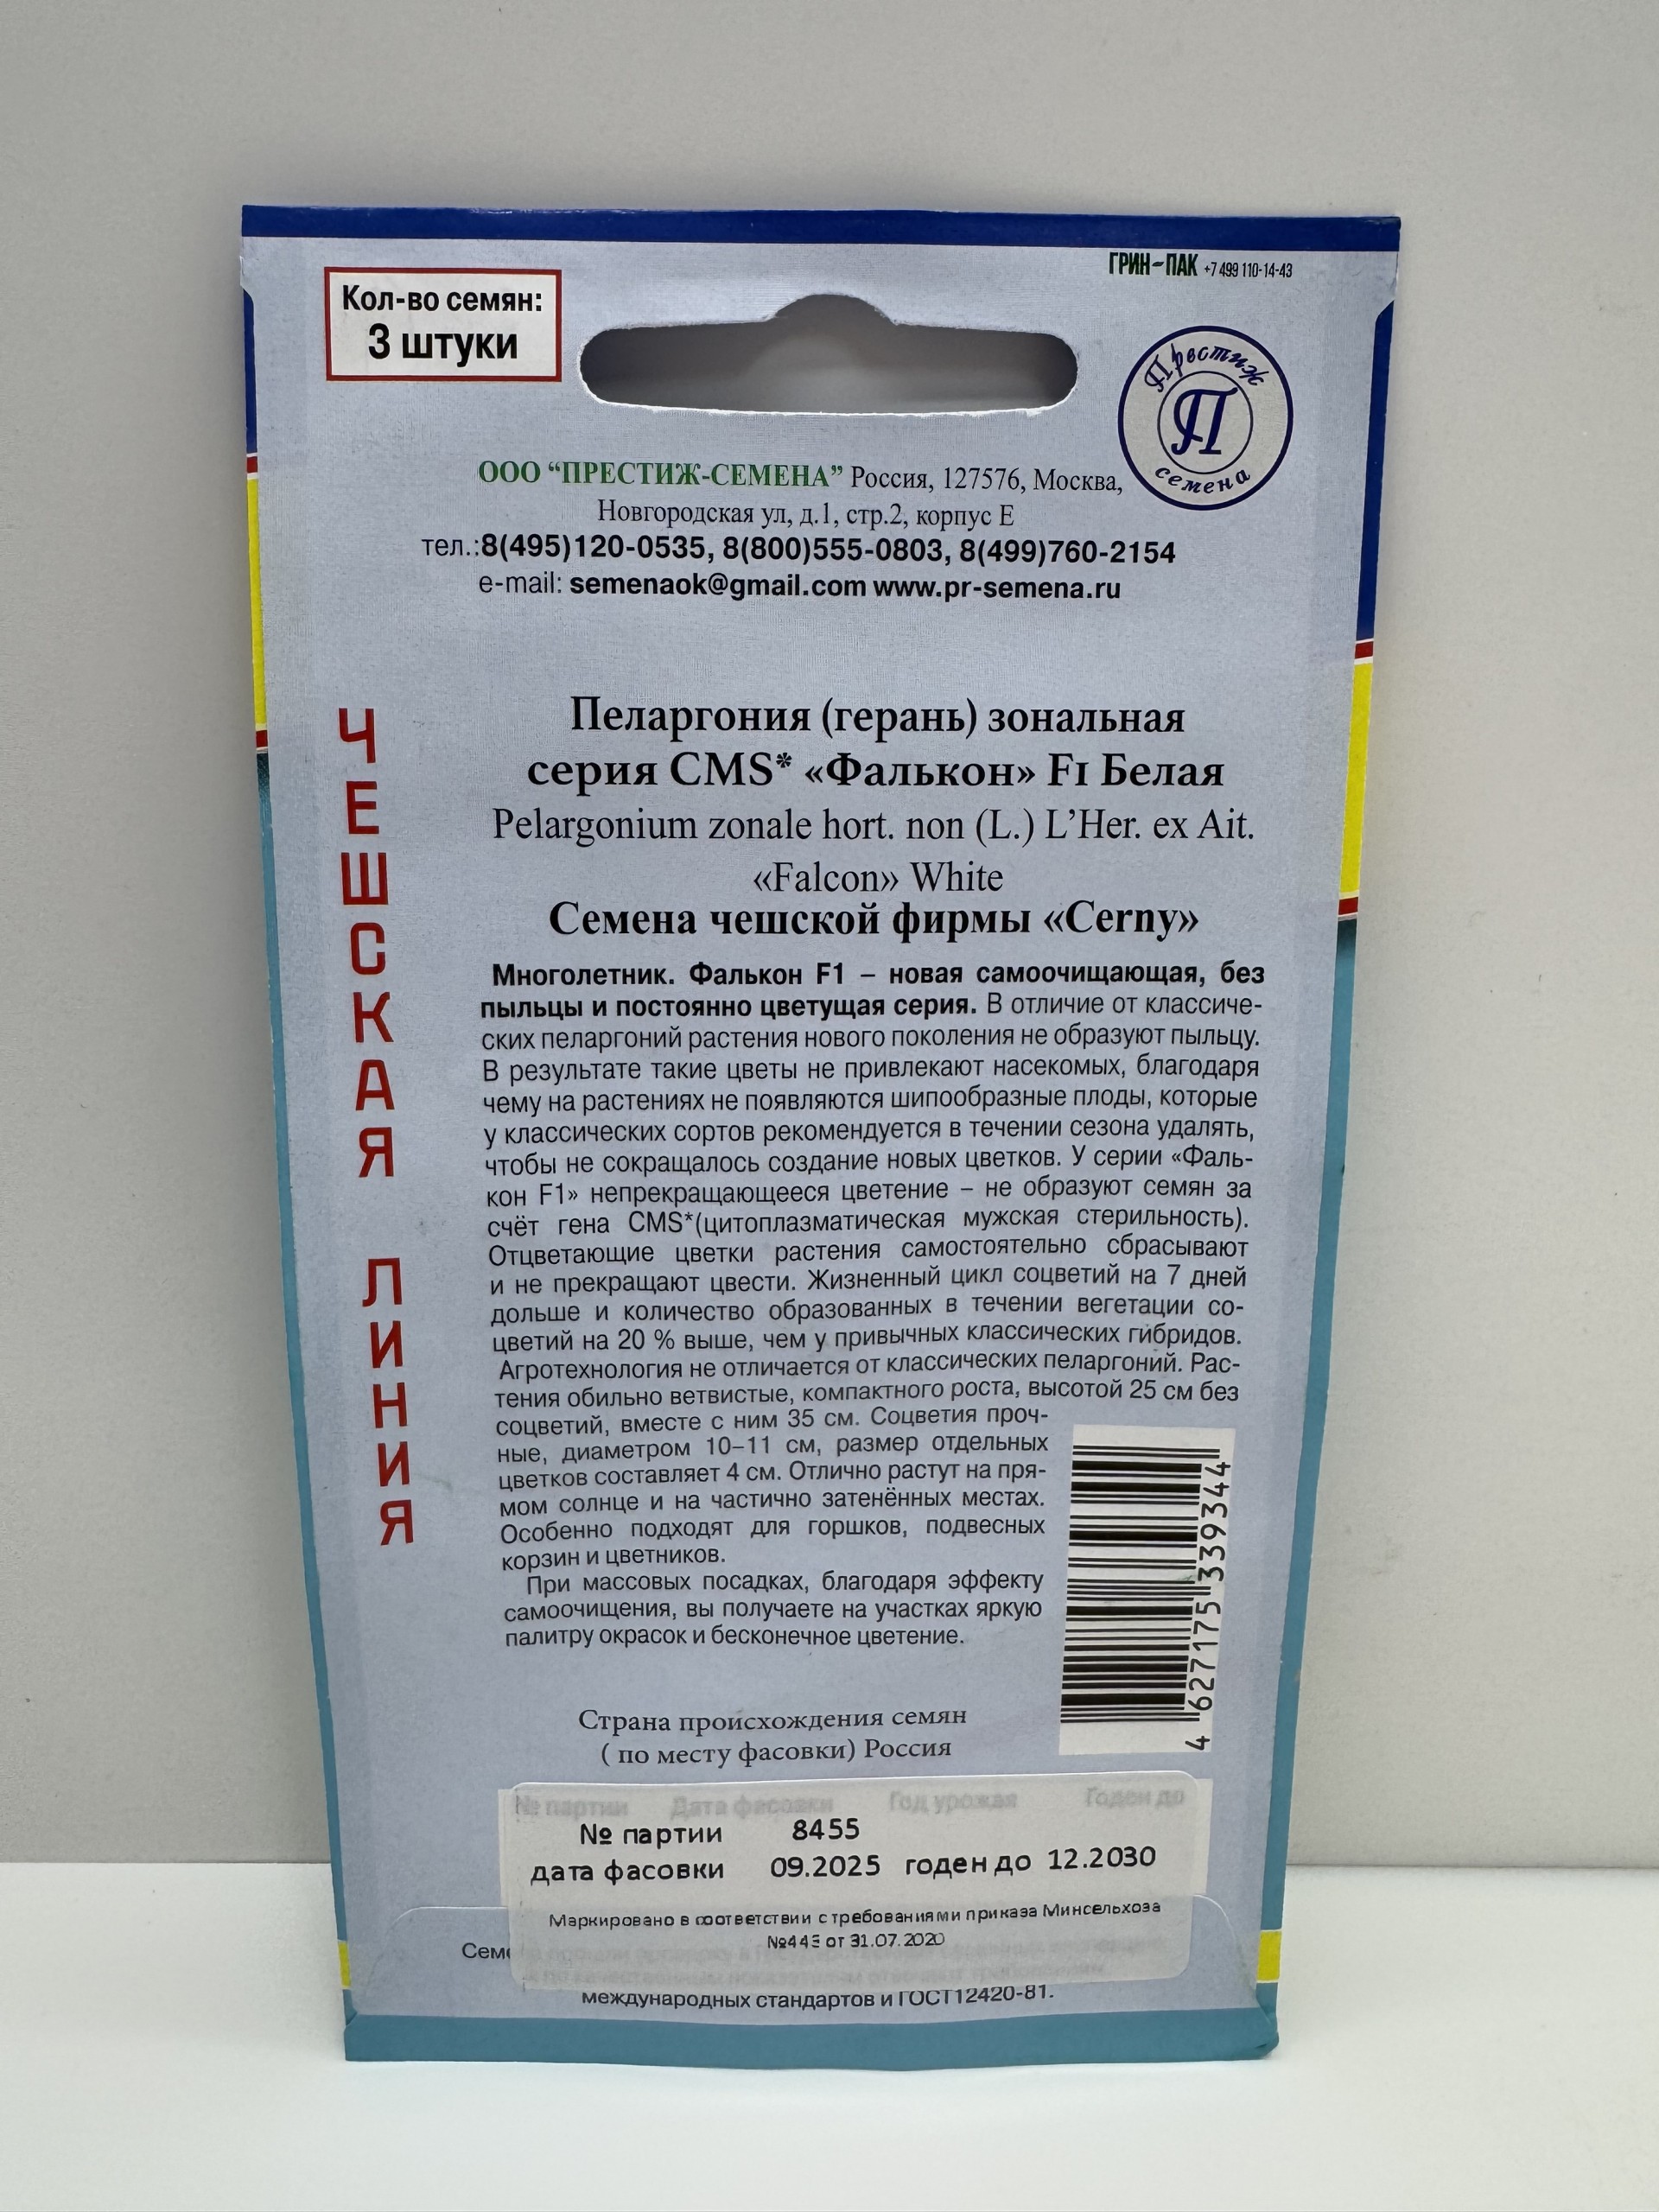 ГРИН-ПАК +7 499 110-14-43
Кол-во семян:
3 штуки
Престиж
П
семена
ООО “ПРЕСТИЖ-СЕМЕНА” Россия, 127576, Москва,
Новгородская ул, д.1, стр.2, корпус Е
тел.:8(495)120-0535, 8(800)555-0803, 8(499)760-2154
e-mail: semenaok@gmail.com www.pr-semena.ru
ЧЕШСКАЯ ЛИНИЯ
Пеларгония (герань) зональная
серия CMS* «Фалькон» F1 Белая
Pelargonium zonale hort. non (L.) L’Her. ex Ait.
«Falcon» White
Семена чешской фирмы «Cerny»
Многолетник. Фалькон F1 – новая самоочищающая, без
пыльцы и постоянно цветущая серия. В отличие от классиче-
ских пеларгоний растения нового поколения не образуют пыльцу.
В результате такие цветы не привлекают насекомых, благодаря
чему на растениях не появляются шипообразные плоды, которые
у классических сортов рекомендуется в течении сезона удалять,
чтобы не сокращалось создание новых цветков. У серии «Фаль-
кон F1» непрекращающееся цветение – не образуют семян за
счёт гена CMS*(цитоплазматическая мужская стерильность).
Отцветающие цветки растения самостоятельно сбрасывают
и не прекращают цвести. Жизненный цикл соцветий на 7 дней
дольше и количество образованных в течении вегетации со-
цветий на 20 % выше, чем у привычных классических гибридов.
Агротехнология не отличается от классических пеларгоний. Рас-
тения обильно ветвистые, компактного роста, высотой 25 см без
соцветий, вместе с ним 35 см. Соцветия проч-
ные, диаметром 10–11 см, размер отдельных
цветков составляет 4 см. Отлично растут на пря-
мом солнце и на частично затенённых местах.
Особенно подходят для горшков, подвесных
корзин и цветников.
При массовых посадках, благодаря эффекту
самоочищения, вы получаете на участках яркую
палитру окрасок и бесконечное цветение.
4 627175 339344
Страна происхождения семян
( по месту фасовки) Россия
№ партии Дата фасовки Год урожая Годен до
№ партии 8455
дата фасовки 09.2025 годен до 12.2030
Маркировано в соответствии с требованиями приказа Минсельхоза
№443 от 31.07.2020
международных стандартов и ГОСТ12420-81.